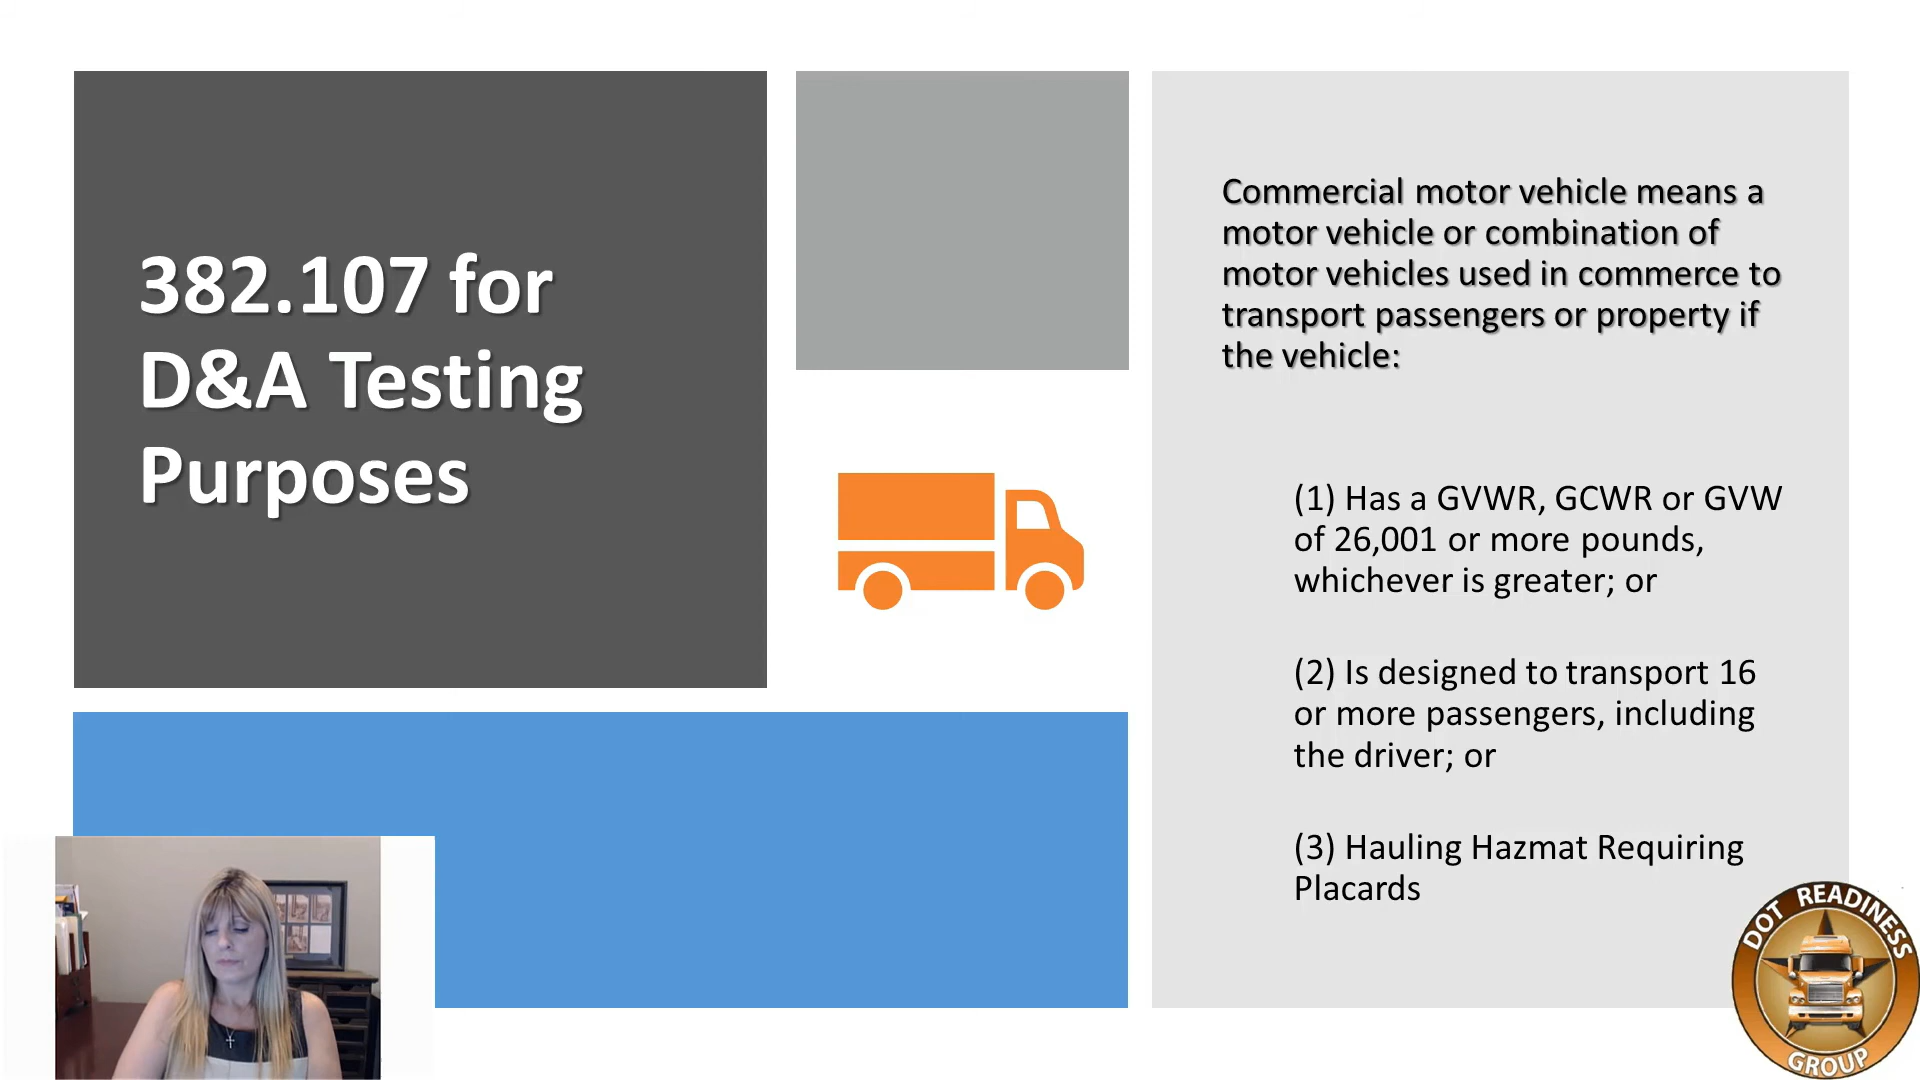 382.107 for
D&A Testing
Purposes
Commercial motor vehicle means a
motor vehicle or combination of
motor vehicles used in commerce to
transport passengers or property if
the vehicle:
(1) Has a GVWR, GCWR or GVW
of 26,001 or more pounds,
whichever is greater; or
(2) Is designed to transport 16
or more passengers, including
the driver; or
(3) Hauling Hazmat Requiring
Placards
DOT READINESS
GROUP